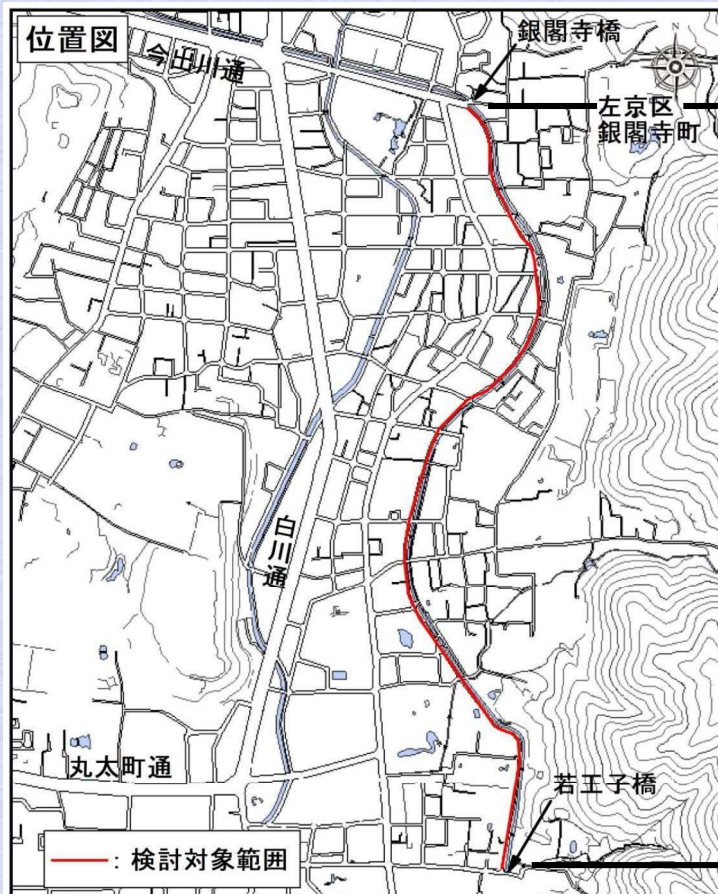 位置図
銀閣寺橋
N
今出川通
左京区
銀閣寺町
白川通
丸太町通
若王子橋
：検討対象範囲